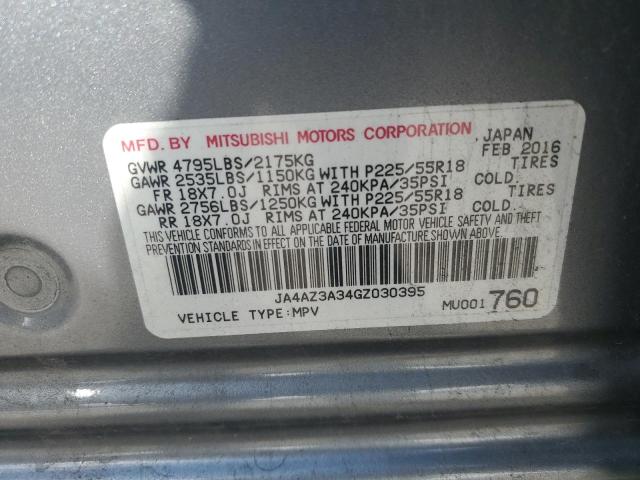 MFD. BY MITSUBISHI MOTORS CORPORATION JAPAN
GVWR 4795LBS/2175KG FEB 2016
GAWR 2535LBS/1150KG WITH P225/55R18 TIRES
FR 18X7.0J RIMS AT 240KPA/35PSI COLD.
GAWR 2756LBS/1250KG WITH P225/55R18 TIRES
RR 18X7.0J RIMS AT 240KPA/35PSI COLD.
THIS VEHICLE CONFORMS TO ALL APPLICABLE FEDERAL MOTOR VEHICLE SAFETY AND THEFT
PREVENTION STANDARDS IN EFFECT ON THE DATE OF MANUFACTURE SHOWN ABOVE.
JA4AZ3A34GZ030395
VEHICLE TYPE:MPV MU001 760